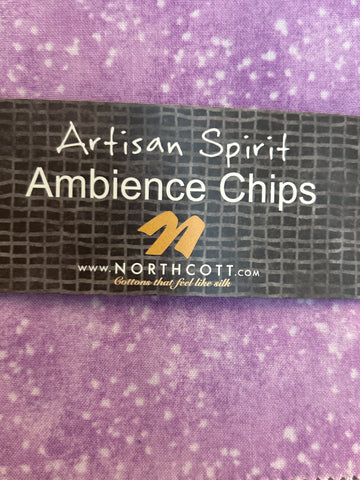 Artisan Spirit
Ambience Chips
www.NORTHCOTT.com
Cottons that feel like silk